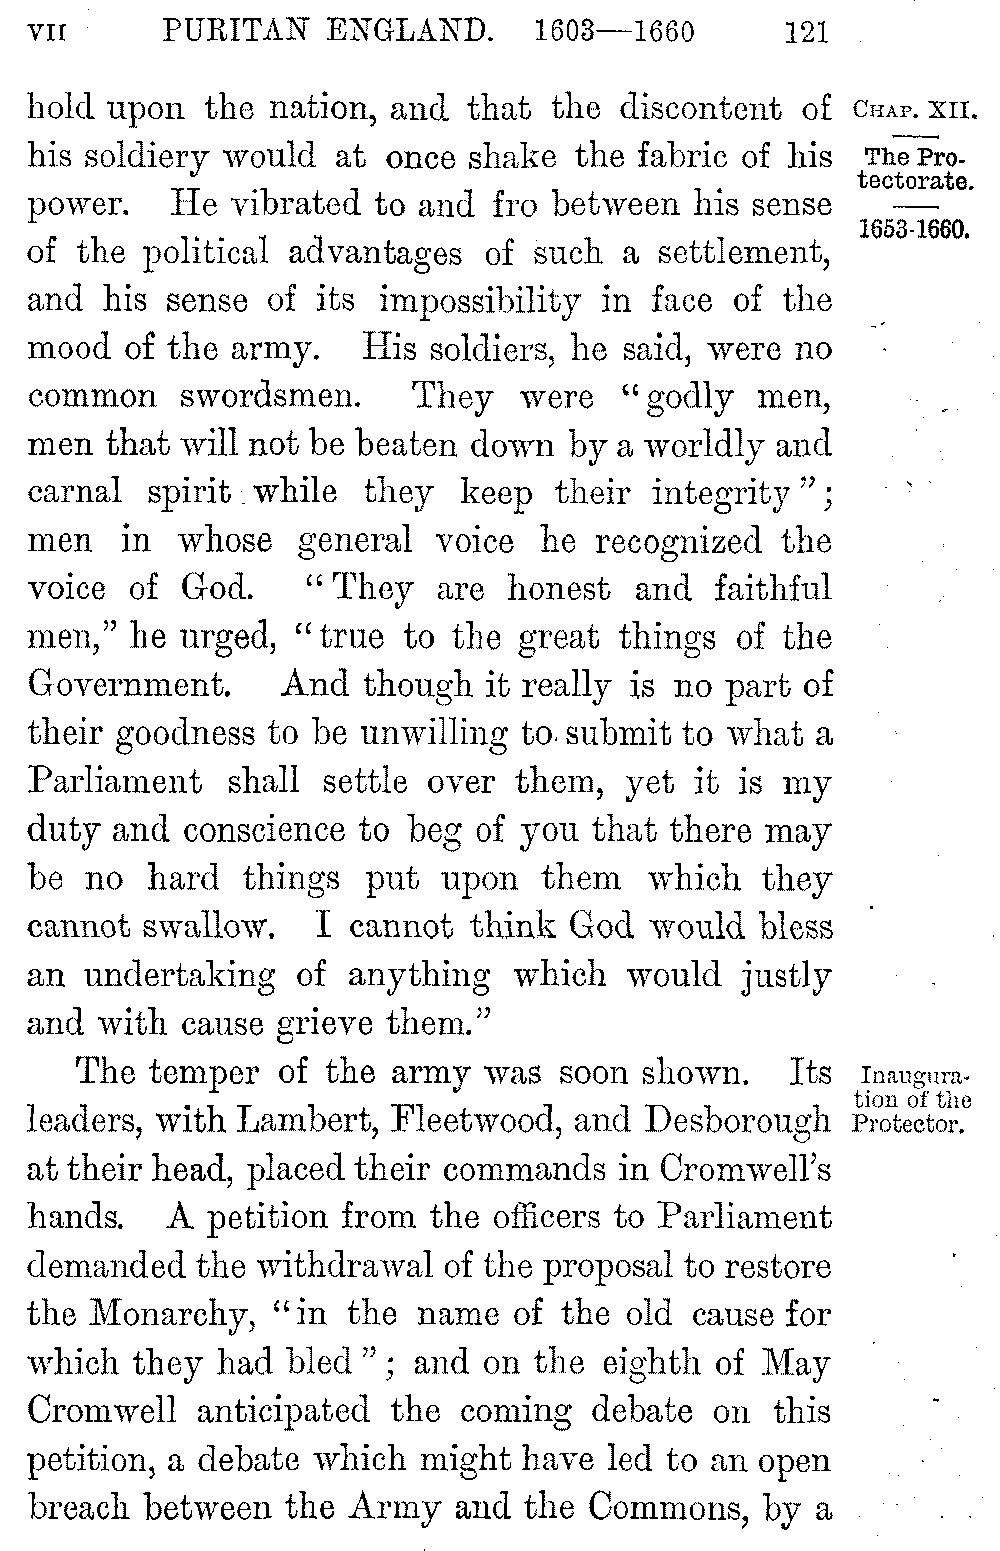 VII PURITAN ENGLAND. 1603—1660 121
hold upon the nation, and that the discontent of
his soldiery would at once shake the fabric of his
power. He vibrated to and fro between his sense
of the political advantages of such a settlement,
and his sense of its impossibility in face of the
mood of the army. His soldiers, he said, were no
common swordsmen. They were “godly men,
men that will not be beaten down by a worldly and
carnal spirit while they keep their integrity”;
men in whose general voice he recognized the
voice of God. “They are honest and faithful
men,” he urged, “true to the great things of the
Government. And though it really is no part of
their goodness to be unwilling to submit to what a
Parliament shall settle over them, yet it is my
duty and conscience to beg of you that there may
be no hard things put upon them which they
cannot swallow. I cannot think God would bless
an undertaking of anything which would justly
and with cause grieve them.”
The temper of the army was soon shown. Its
leaders, with Lambert, Fleetwood, and Desborough
at their head, placed their commands in Cromwell's
hands. A petition from the officers to Parliament
demanded the withdrawal of the proposal to restore
the Monarchy, “in the name of the old cause for
which they had bled”; and on the eighth of May
Cromwell anticipated the coming debate on this
petition, a debate which might have led to an open
breach between the Army and the Commons, by a
CHAP. XII.
The Pro-
tectorate.
1653-1660.
Inaugura-
tion of the
Protector.